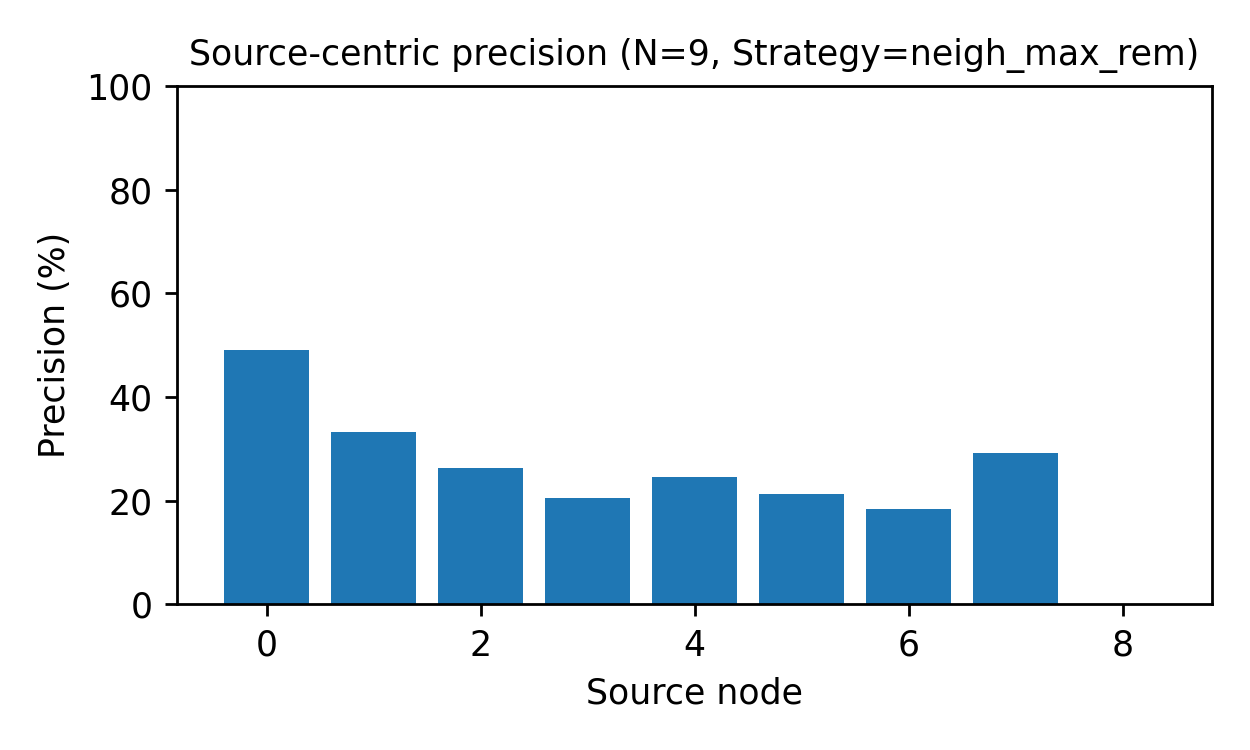 Source-centric precision (N=9, Strategy=neigh_max_rem)
100
80
60
40
20
0
Precision (%)
0 2 4 6 8
Source node